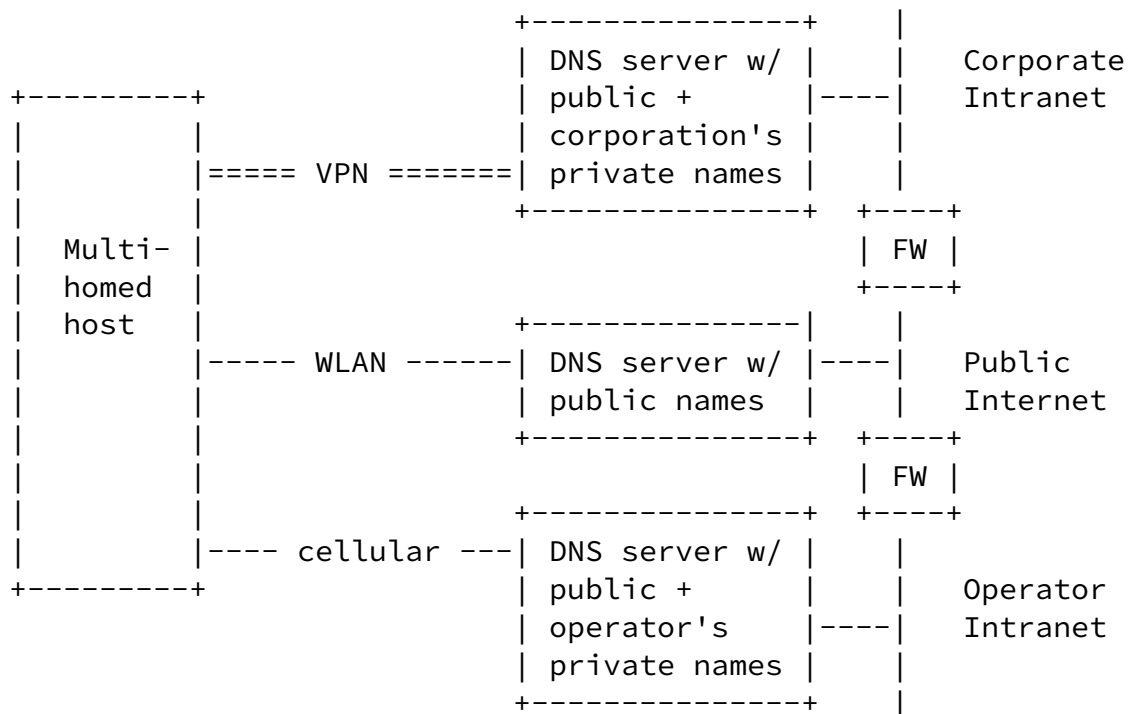 +---------------+    |
                           | DNS server w/ |    |   Corporate
+---------+                | public +      |----|   Intranet
|         |                | corporation's |    |
|         |===== VPN =======| private names |    |
|         |                +---------------+  +----+
|  Multi- |                                   | FW |
|  homed  |                                   +----+
|  host   |                +---------------|    |
|         |----- WLAN ------| DNS server w/ |----|   Public
|         |                | public names  |    |   Internet
|         |                +---------------+  +----+
|         |                                   | FW |
|         |                +---------------+  +----+
|         |---- cellular ---| DNS server w/ |    |
+---------+                | public +      |    |   Operator
                           | operator's    |----|   Intranet
                           | private names |    |
                           +---------------+    |